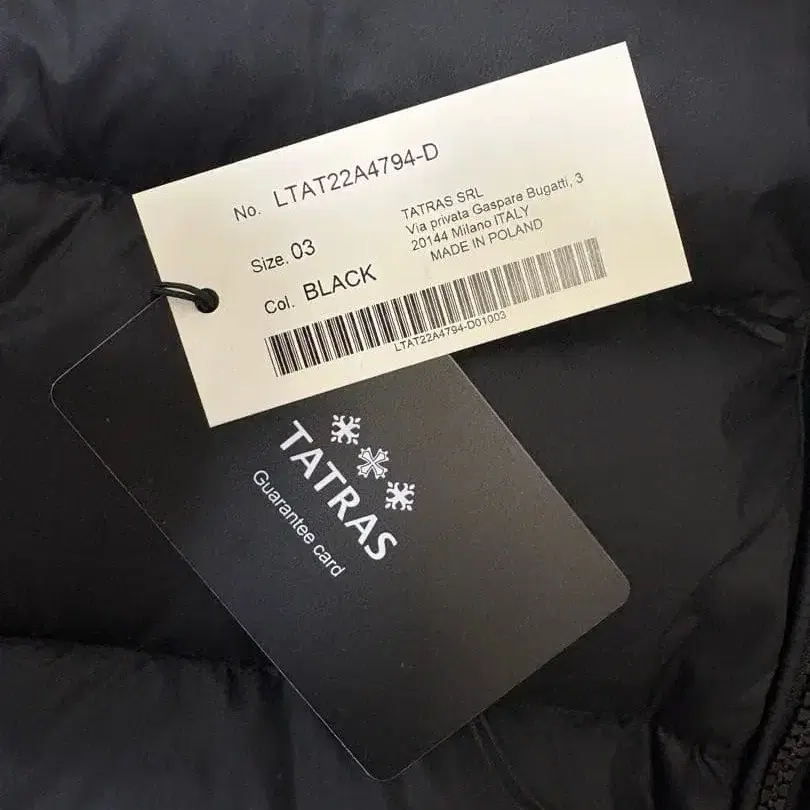 No. LTAT22A4794-D
Size. 03
Col. BLACK
TATRAS SRL
Via privata Gaspare Bugatti, 3
20144 Milano ITALY
MADE IN POLAND
LTAT22A4794-D01003
TATRAS
Guarantee card